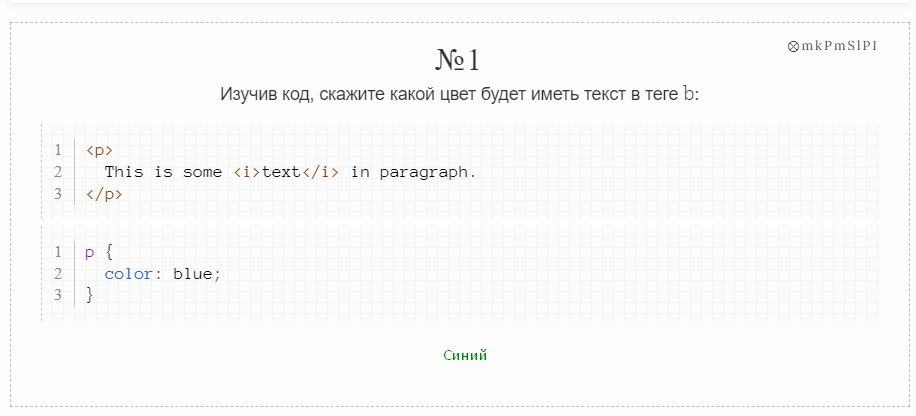 ⊗mkPmSlPI
№1
Изучив код, скажите какой цвет будет иметь текст в теге b:
1 <p>
2   This is some <i>text</i> in paragraph.
3 </p>
1 p {
2   color: blue;
3 }
Синий